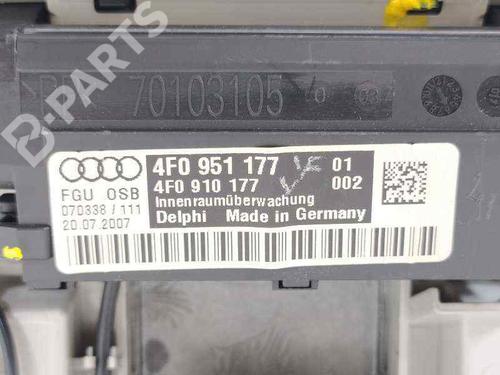 B-PARTS
70103105
4F0 951 177 01
4F0 910 177 002
Innenraumüberwachung
Delphi Made in Germany
FGU OSB
070338 / 111
20.07.2007